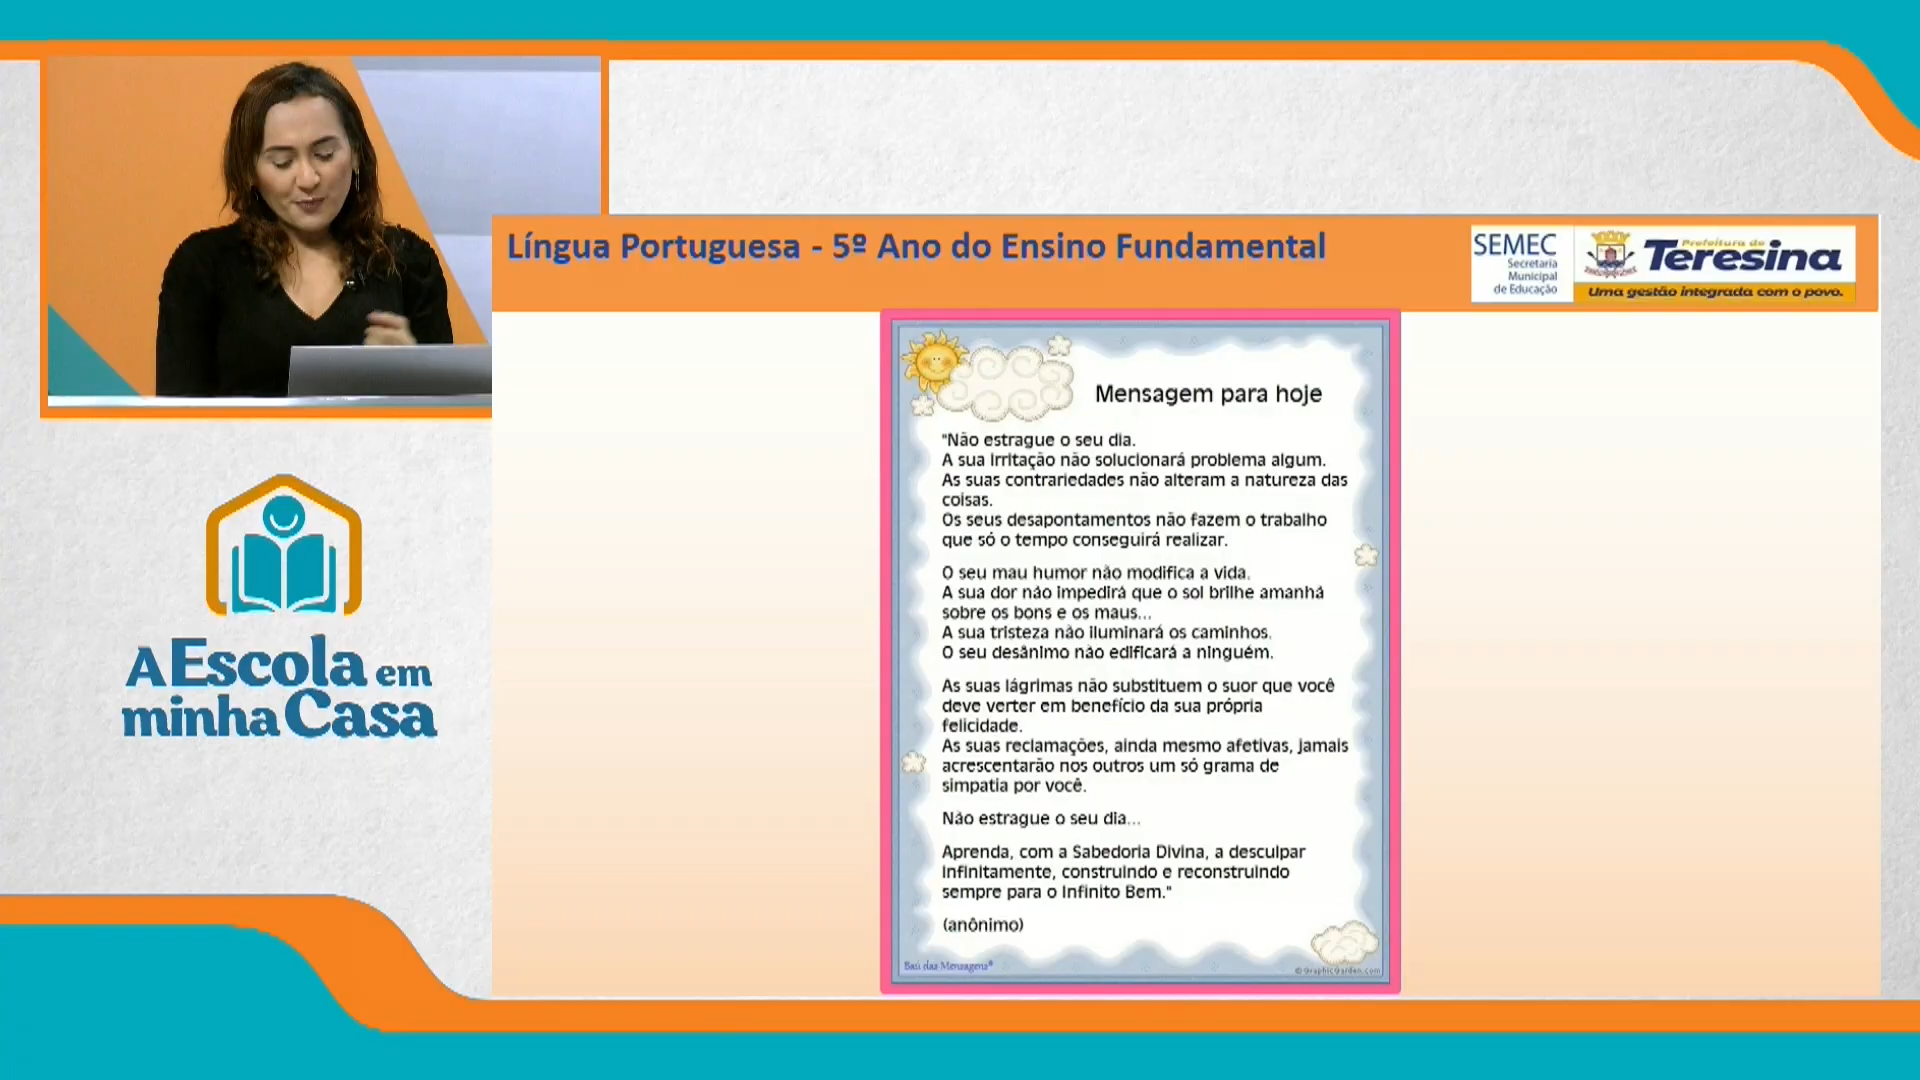 Língua Portuguesa - 5º Ano do Ensino Fundamental
SEMEC
Secretaria
Municipal
de Educação
Prefeitura de
Teresina
Uma gestão integrada com o povo.
Mensagem para hoje
"Não estrague o seu dia.
A sua irritação não solucionará problema algum.
As suas contrariedades não alteram a natureza das
coisas.
Os seus desapontamentos não fazem o trabalho
que só o tempo conseguirá realizar.
O seu mau humor não modifica a vida.
A sua dor não impedirá que o sol brilhe amanhã
sobre os bons e os maus...
A sua tristeza não iluminará os caminhos.
O seu desânimo não edificará a ninguém.
As suas lágrimas não substituem o suor que você
deve verter em benefício da sua própria
felicidade.
As suas reclamações, ainda mesmo afetivas, jamais
acrescentarão nos outros um só grama de
simpatia por você.
Não estrague o seu dia...
Aprenda, com a Sabedoria Divina, a desculpar
infinitamente, construindo e reconstruindo
sempre para o Infinito Bem."
(anônimo)
Baú das Mensagens®
© GraphicGarden.com
A Escola em
minha Casa